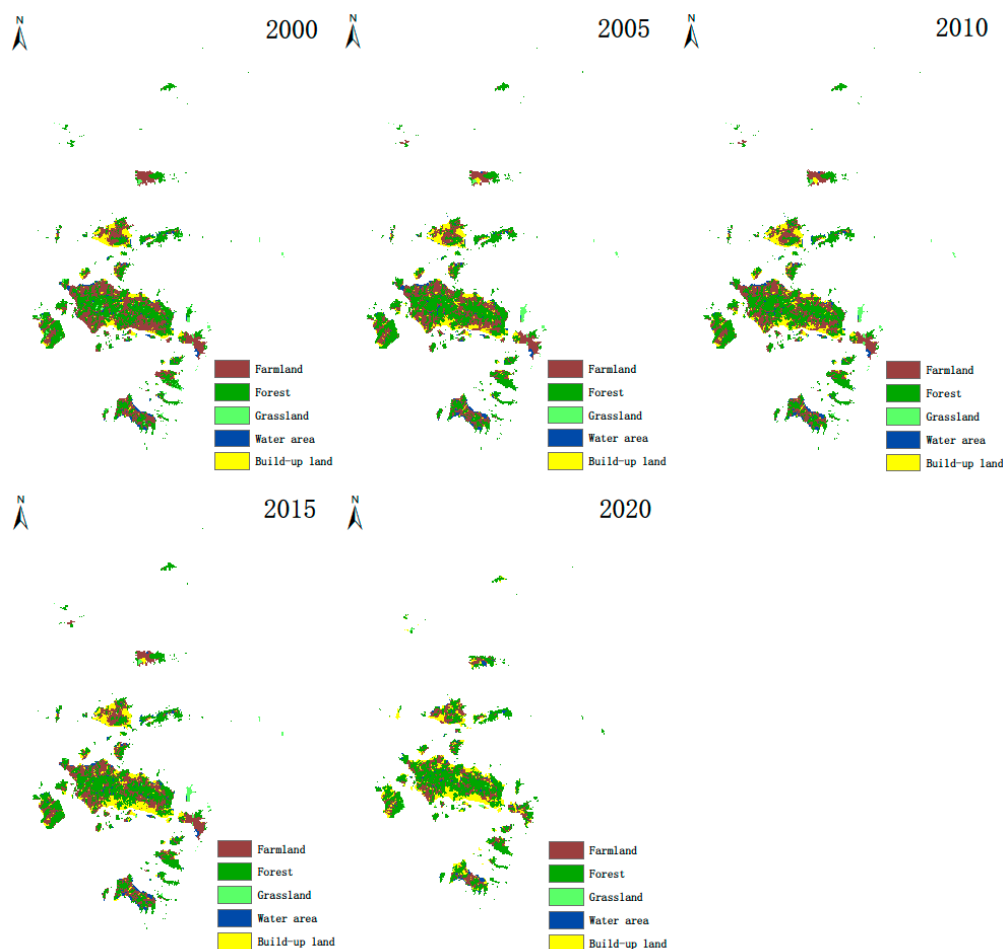 N
2000
Farmland
Forest
Grassland
Water area
Build-up land
N
2005
Farmland
Forest
Grassland
Water area
Build-up land
N
2010
Farmland
Forest
Grassland
Water area
Build-up land
N
2015
Farmland
Forest
Grassland
Water area
Build-up land
N
2020
Farmland
Forest
Grassland
Water area
Build-up land